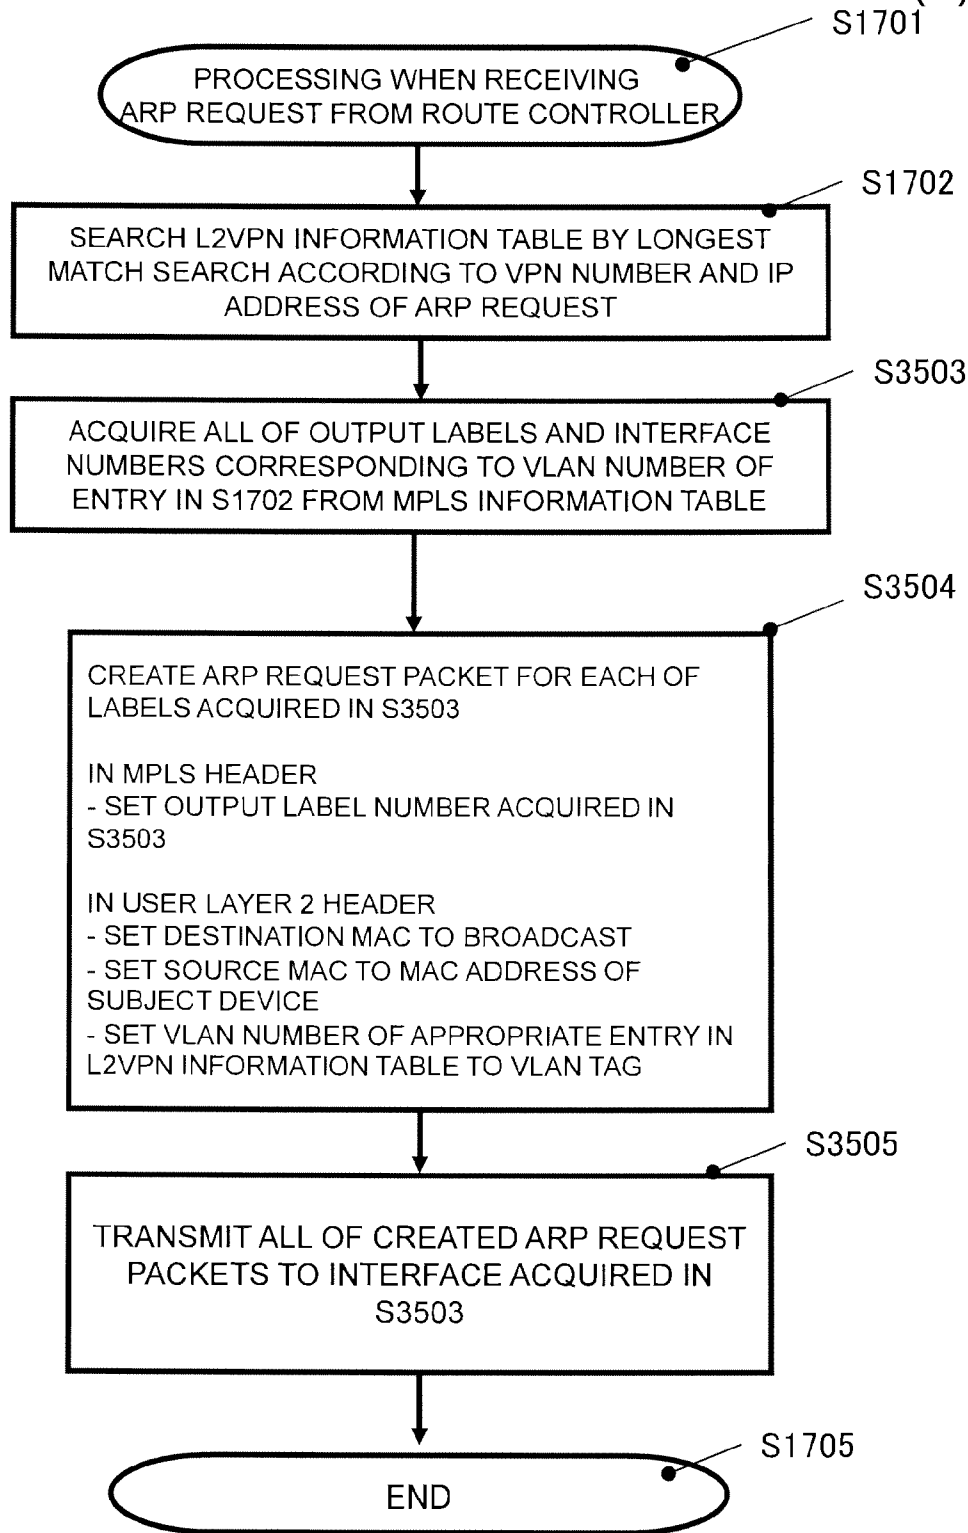 S1701
PROCESSING WHEN RECEIVING
ARP REQUEST FROM ROUTE CONTROLLER
S1702
SEARCH L2VPN INFORMATION TABLE BY LONGEST
MATCH SEARCH ACCORDING TO VPN NUMBER AND IP
ADDRESS OF ARP REQUEST
S3503
ACQUIRE ALL OF OUTPUT LABELS AND INTERFACE
NUMBERS CORRESPONDING TO VLAN NUMBER OF
ENTRY IN S1702 FROM MPLS INFORMATION TABLE
S3504
CREATE ARP REQUEST PACKET FOR EACH OF
LABELS ACQUIRED IN S3503
IN MPLS HEADER
- SET OUTPUT LABEL NUMBER ACQUIRED IN
S3503
IN USER LAYER 2 HEADER
- SET DESTINATION MAC TO BROADCAST
- SET SOURCE MAC TO MAC ADDRESS OF
SUBJECT DEVICE
- SET VLAN NUMBER OF APPROPRIATE ENTRY IN
L2VPN INFORMATION TABLE TO VLAN TAG
S3505
TRANSMIT ALL OF CREATED ARP REQUEST
PACKETS TO INTERFACE ACQUIRED IN
S3503
S1705
END